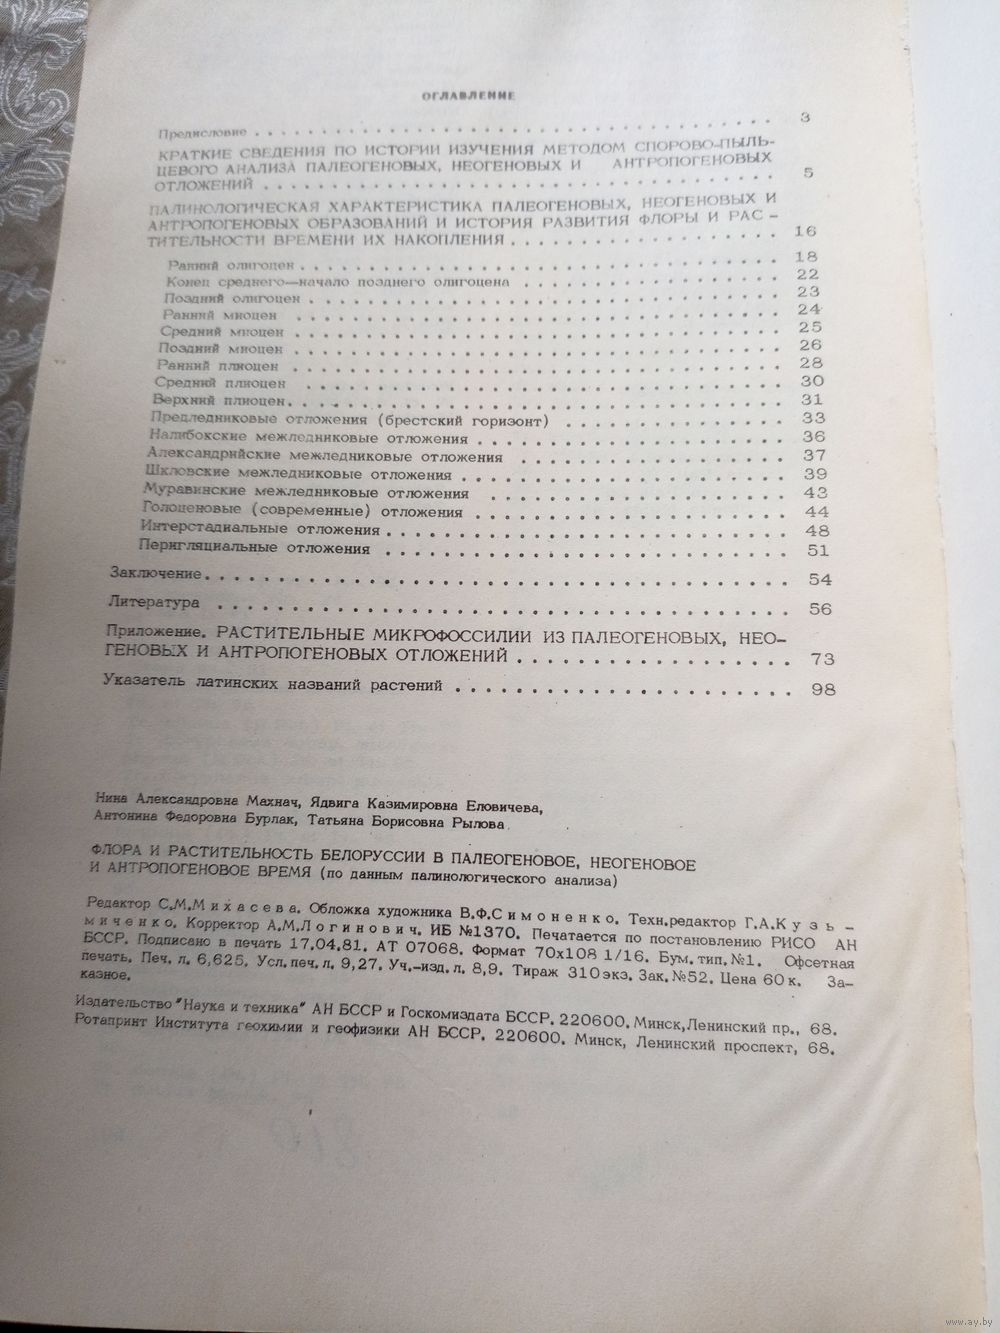 ОГЛАВЛЕНИЕ
Предисловие . . . . . . . . . . . . . . . . . . . . . . . . . . . . 3
КРАТКИЕ СВЕДЕНИЯ ПО ИСТОРИИ ИЗУЧЕНИЯ МЕТОДОМ СПОРОВО-ПЫЛЬ-
ЦЕВОГО АНАЛИЗА ПАЛЕОГЕНОВЫХ, НЕОГЕНОВЫХ И АНТРОПОГЕНОВЫХ
ОТЛОЖЕНИЙ . . . . . . . . . . . . . . . . . . . . . . . . . . . . 5
ПАЛИНОЛОГИЧЕСКАЯ ХАРАКТЕРИСТИКА ПАЛЕОГЕНОВЫХ, НЕОГЕНОВЫХ И
АНТРОПОГЕНОВЫХ ОБРАЗОВАНИЙ И ИСТОРИЯ РАЗВИТИЯ ФЛОРЫ И РАС -
ТИТЕЛЬНОСТИ ВРЕМЕНИ ИХ НАКОПЛЕНИЯ . . . . . . . . . . . . . . 16
Ранний олигоцен . . . . . . . . . . . . . . . . . . . . . . . . 18
Конец среднего—начало позднего олигоцена . . . . . . . . . . . . 22
Поздний олигоцен . . . . . . . . . . . . . . . . . . . . . . . . 23
Ранний миоцен . . . . . . . . . . . . . . . . . . . . . . . . 24
Средний миоцен . . . . . . . . . . . . . . . . . . . . . . . . 25
Поздний миоцен . . . . . . . . . . . . . . . . . . . . . . . . 26
Ранний плиоцен . . . . . . . . . . . . . . . . . . . . . . . . 28
Средний плиоцен . . . . . . . . . . . . . . . . . . . . . . . . 30
Верхний плиоцен . . . . . . . . . . . . . . . . . . . . . . . . 31
Предледниковые отложения (брестский горизонт) . . . . . . . . . . 33
Налибокские межледниковые отложения . . . . . . . . . . . . . . 36
Александрийские межледниковые отложения . . . . . . . . . . . . 37
Шкловские межледниковые отложения . . . . . . . . . . . . . . . 39
Муравинские межледниковые отложения . . . . . . . . . . . . . . 43
Голоценовые (современные) отложения . . . . . . . . . . . . . . 44
Интерстадиальные отложения . . . . . . . . . . . . . . . . . . . 48
Перигляциальные отложения . . . . . . . . . . . . . . . . . . . 51
Заключение . . . . . . . . . . . . . . . . . . . . . . . . . . . . 54
Литература . . . . . . . . . . . . . . . . . . . . . . . . . . . . 56
Приложение. РАСТИТЕЛЬНЫЕ МИКРОФОССИЛИИ ИЗ ПАЛЕОГЕНОВЫХ, НЕО-
ГЕНОВЫХ И АНТРОПОГЕНОВЫХ ОТЛОЖЕНИЙ . . . . . . . . . . . . . . 73
Указатель латинских названий растений . . . . . . . . . . . . . . . 98
Нина Александровна Махнач, Ядвига Казимировна Еловичева,
Антонина Федоровна Бурлак, Татьяна Борисовна Рылова.
ФЛОРА И РАСТИТЕЛЬНОСТЬ БЕЛОРУССИИ В ПАЛЕОГЕНОВОЕ, НЕОГЕНОВОЕ
И АНТРОПОГЕНОВОЕ ВРЕМЯ (по данным палинологического анализа)
Редактор С.М.Михасева. Обложка художника В.Ф.Симоненко. Техн.редактор Г.А.Кузь-
миченко. Корректор А.М.Логинович. ИБ №1370. Печатается по постановлению РИСО АН
БССР. Подписано в печать 17.04.81. АТ 07068. Формат 70х108 1/16. Бум.тип.№1. Офсетная
печать. Печ. л. 6,625. Усл.печ.л. 9,27. Уч.-изд.л. 8,9. Тираж 310экз. Зак.№52. Цена 60к. За-
казное.
Издательство "Наука и техника" АН БССР и Госкомиздата БССР. 220600. Минск,Ленинский пр., 68.
Ротапринт Института геохимии и геофизики АН БССР. 220600. Минск, Ленинский проспект, 68.
www.ay.by